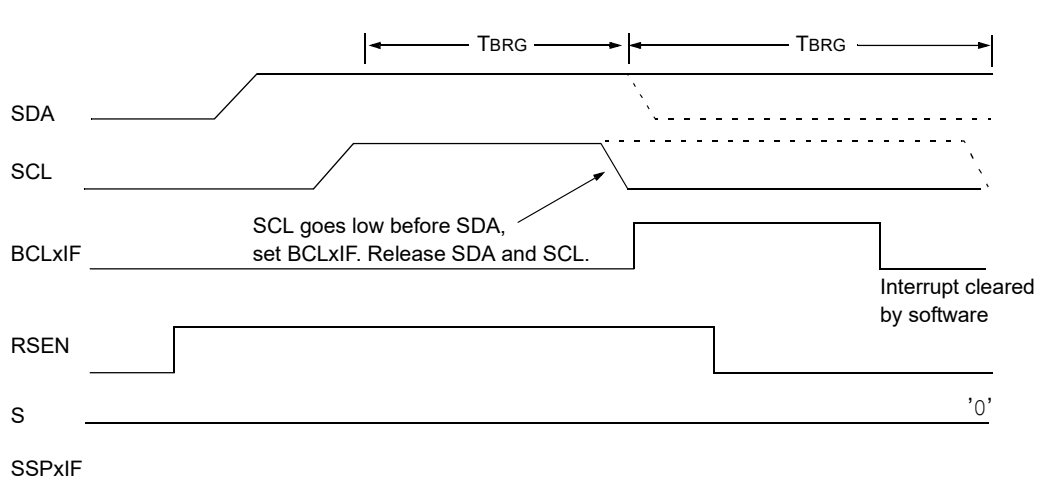 TBRG
TBRG
SDA
SCL
SCL goes low before SDA,
set BCLxIF. Release SDA and SCL.
BCLxIF
Interrupt cleared
by software
RSEN
S
'0'
SSPxIF